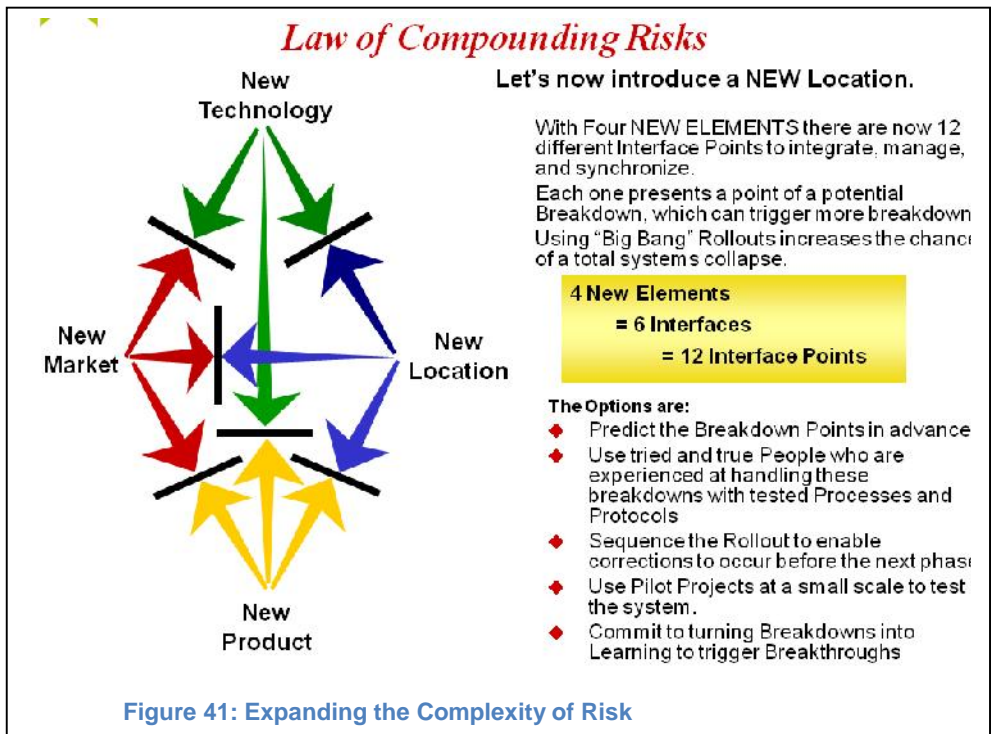 Law of Compounding Risks
New
Technology
New
Market
New
Location
New
Product
Let's now introduce a NEW Location.
With Four NEW ELEMENTS there are now 12
different Interface Points to integrate, manage,
and synchronize.
Each one presents a point of a potential
Breakdown, which can trigger more breakdown
Using "Big Bang" Rollouts increases the chance
of a total systems collapse.
4 New Elements
= 6 Interfaces
= 12 Interface Points
The Options are:
Predict the Breakdown Points in advance
Use tried and true People who are
experienced at handling these
breakdowns with tested Processes and
Protocols
Sequence the Rollout to enable
corrections to occur before the next phase
Use Pilot Projects at a small scale to test
the system.
Commit to turning Breakdowns into
Learning to trigger Breakthroughs
Figure 41: Expanding the Complexity of Risk